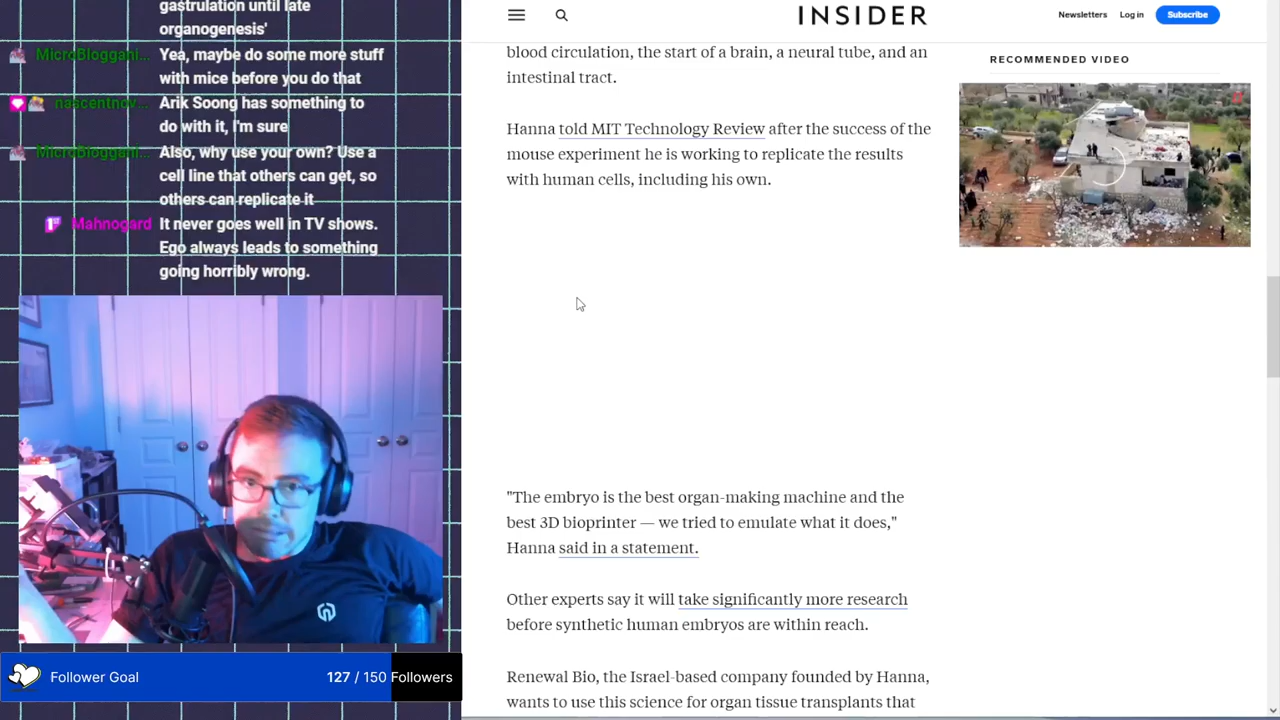 gastrulation until late
organogenesis'
MicroBloggani... Yea, maybe do some more stuff
with mice before you do that
nascentnov... Arik Soong has something to
do with it, I'm sure
MicroBloggani... Also, why use your own? Use a
cell line that others can get, so
others can replicate it
Mahnogard It never goes well in TV shows.
Ego always leads to something
going horribly wrong.
Follower Goal 127 / 150 Followers
INSIDER
Newsletters Log in Subscribe
blood circulation, the start of a brain, a neural tube, and an
intestinal tract.
Hanna told MIT Technology Review after the success of the
mouse experiment he is working to replicate the results
with human cells, including his own.
"The embryo is the best organ-making machine and the
best 3D bioprinter — we tried to emulate what it does,"
Hanna said in a statement.
Other experts say it will take significantly more research
before synthetic human embryos are within reach.
Renewal Bio, the Israel-based company founded by Hanna,
wants to use this science for organ tissue transplants that
RECOMMENDED VIDEO